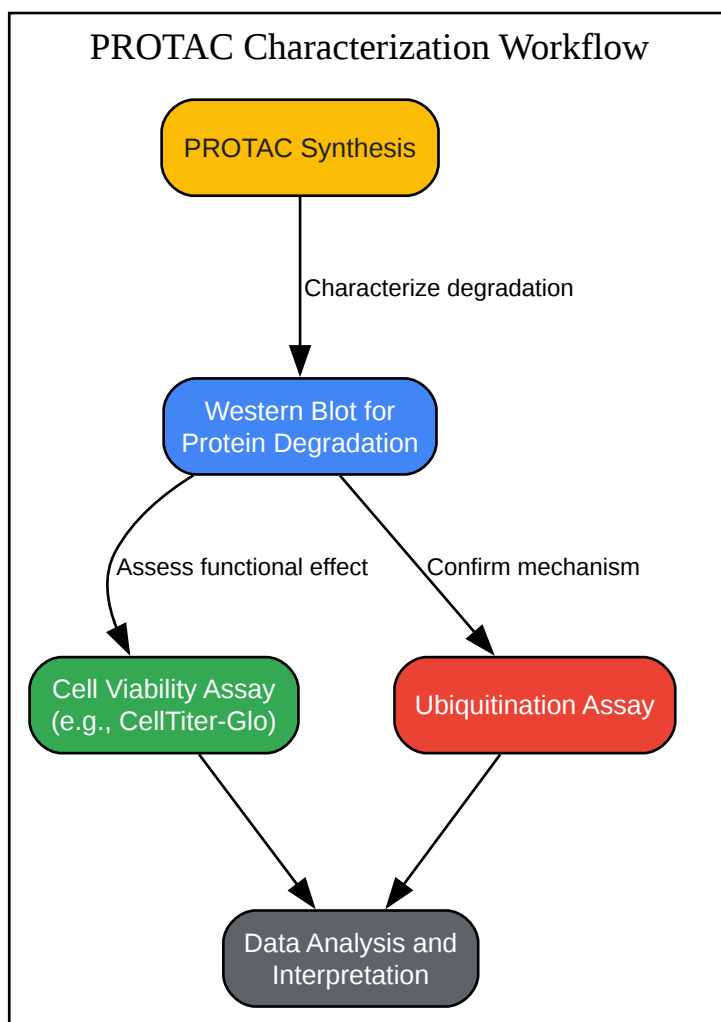 PROTAC Characterization Workflow
PROTAC Synthesis
Characterize degradation
Western Blot for
Protein Degradation
Assess functional effect
Confirm mechanism
Cell Viability Assay
(e.g., CellTiter-Glo)
Ubiquitination Assay
Data Analysis and
Interpretation